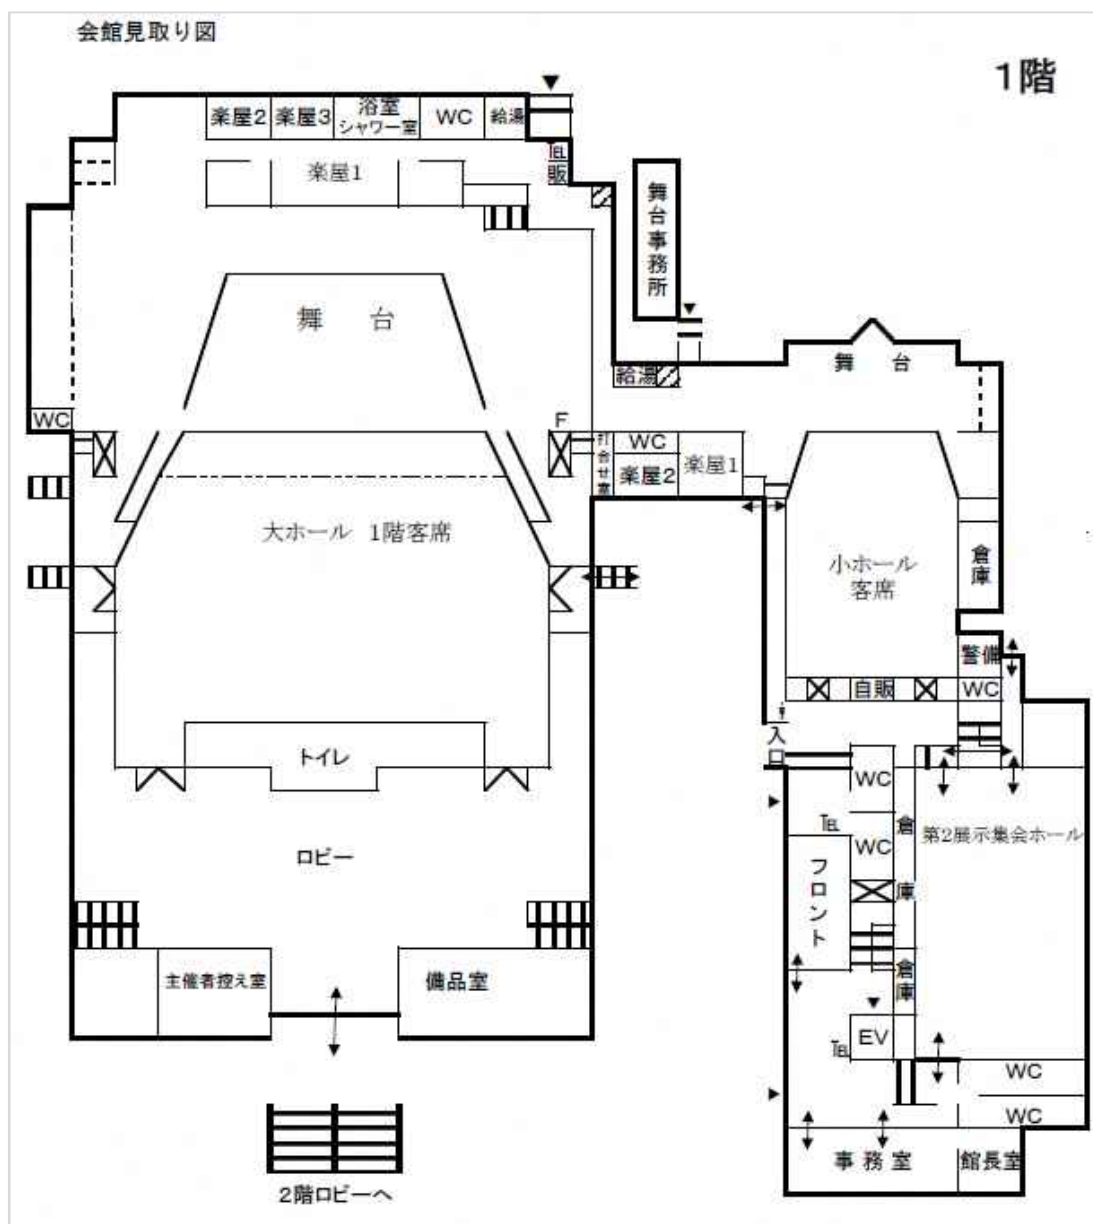 会館見取り図
1階
楽屋2
楽屋3
浴室
シャワー室
WC
給湯
TEL
販
楽屋1
舞台事務所
舞 台
給湯
舞 台
WC
F
打合せ室
WC
楽屋2
楽屋1
大ホール 1階客席
小ホール
客席
倉庫
警備
自販
WC
入口
トイレ
WC
TEL
倉庫
第2展示集会ホール
WC
ロビー
フロント
倉庫
主催者控え室
備品室
TEL
EV
WC
WC
事務室
館長室
2階ロビーへ